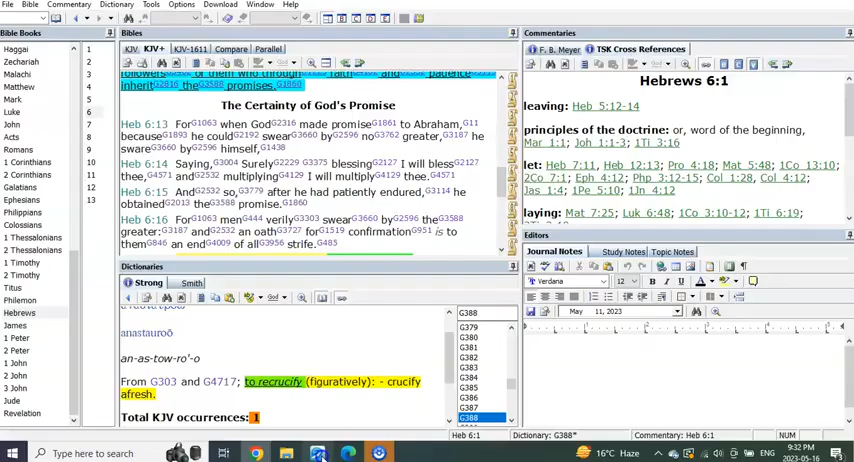 File Bible Commentary Dictionary Tools Options Download Window Help
Bible Books
Haggai
Zechariah
Malachi
Matthew
Mark
Luke
John
Acts
Romans
1 Corinthians
2 Corinthians
Galatians
Ephesians
Philippians
Colossians
1 Thessalonians
2 Thessalonians
1 Timothy
2 Timothy
Titus
Philemon
Hebrews
James
1 Peter
2 Peter
1 John
2 John
3 John
Jude
Revelation
1
2
3
4
5
6
7
8
9
10
11
12
13
Bibles
KJV KJV+ KJV-1611 Compare Parallel
inherit G2816 the G3588 promises. G1860
The Certainty of God's Promise
Heb 6:13 For G1063 when God G2316 made promise to Abraham, G11
because G1893 he could G2192 swear G3660 by G2596 no G3762 greater, G3187 he
sware G3660 by G2596 himself, G1438
Heb 6:14 Saying, G3004 Surely G2229 G3375 blessing G2127 I will bless G2127
thee, G4571 and G2532 multiplying G4129 I will multiply G4129 thee. G4571
Heb 6:15 And G2532 so, G3779 after he had patiently endured, G3114 he
obtained G2013 the G3588 promise. G1860
Heb 6:16 For G1063 men G444 verily G3303 swear G3660 by G2596 the G3588
greater: G3187 and G2532 an oath G3727 for G1519 confirmation G951 is to
them G846 an end G4009 of all G3956 strife. G485
Dictionaries
Strong Smith
anastauroō
an-as-tow-ro'-o
From G303 and G4717; to recrucify (figuratively): - crucify
afresh.
Total KJV occurrences: 1
G388
G379
G380
G381
G382
G383
G384
G385
G386
G387
G388
Commentaries
F. B. Meyer TSK Cross References
Hebrews 6:1
leaving: Heb 5:12-14
principles of the doctrine: or, word of the beginning,
Mar 1:1; Joh 1:1-3; 1Ti 3:16
let: Heb 7:11, Heb 12:13; Pro 4:18; Mat 5:48; 1Co 13:10;
2Co 7:1; Eph 4:12; Php 3:12-15; Col 1:28, Col 4:12;
Jas 1:4; 1Pe 5:10; 1Jn 4:12
laying: Mat 7:25; Luk 6:48; 1Co 3:10-12; 1Ti 6:19;
Editors
Journal Notes Study Notes Topic Notes
Verdana 12
May 11, 2023
Heb 6:1 Dictionary: G388* Commentary: Heb 6:1 NUM
Type here to search
16°C Haze
ENG
9:32 PM
2023-05-16